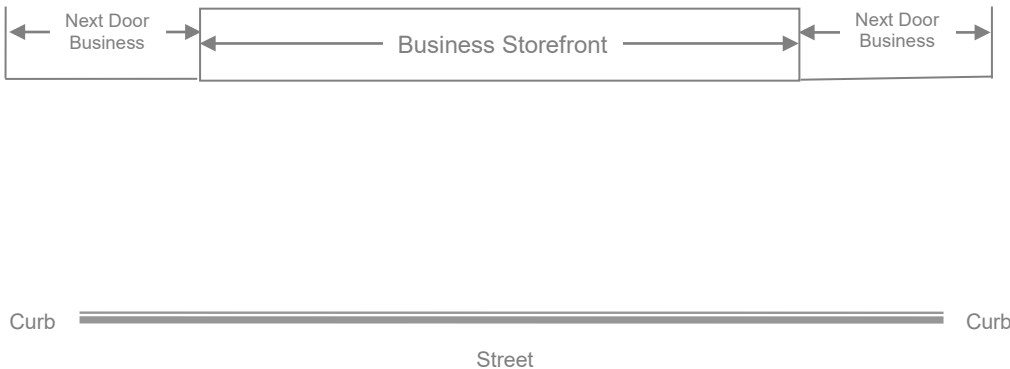 Next Door
Business
Business Storefront
Next Door
Business
Curb
Curb
Street